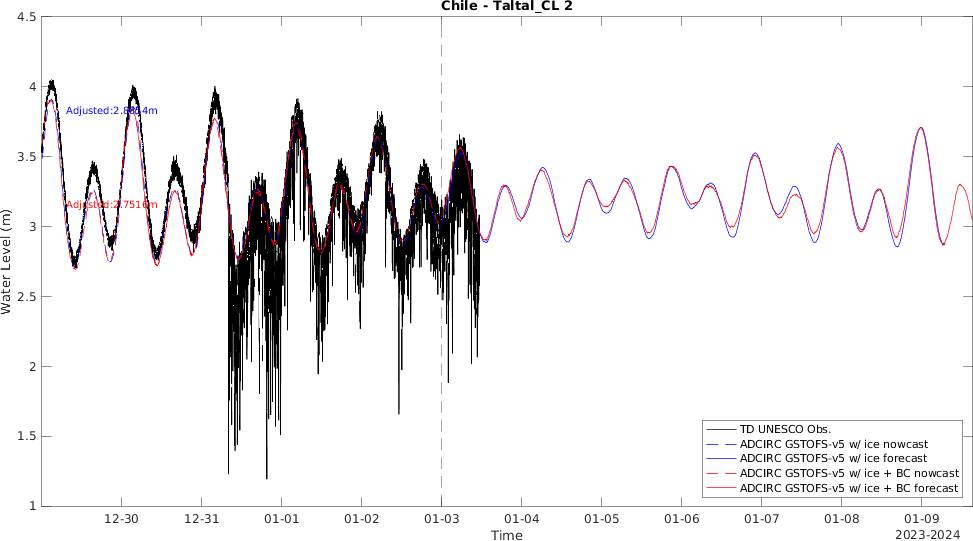 Chile - Taltal_CL 2
4.5
4
3.5
3
2.5
2
1.5
1
Water Level (m)
Adjusted:2.8814m
Adjusted:2.7516m
TD UNESCO Obs.
ADCIRC GSTOFS-v5 w/ ice nowcast
ADCIRC GSTOFS-v5 w/ ice forecast
ADCIRC GSTOFS-v5 w/ ice + BC nowcast
ADCIRC GSTOFS-v5 w/ ice + BC forecast
12-30 12-31 01-01 01-02 01-03 01-04 01-05 01-06 01-07 01-08 01-09
Time
2023-2024